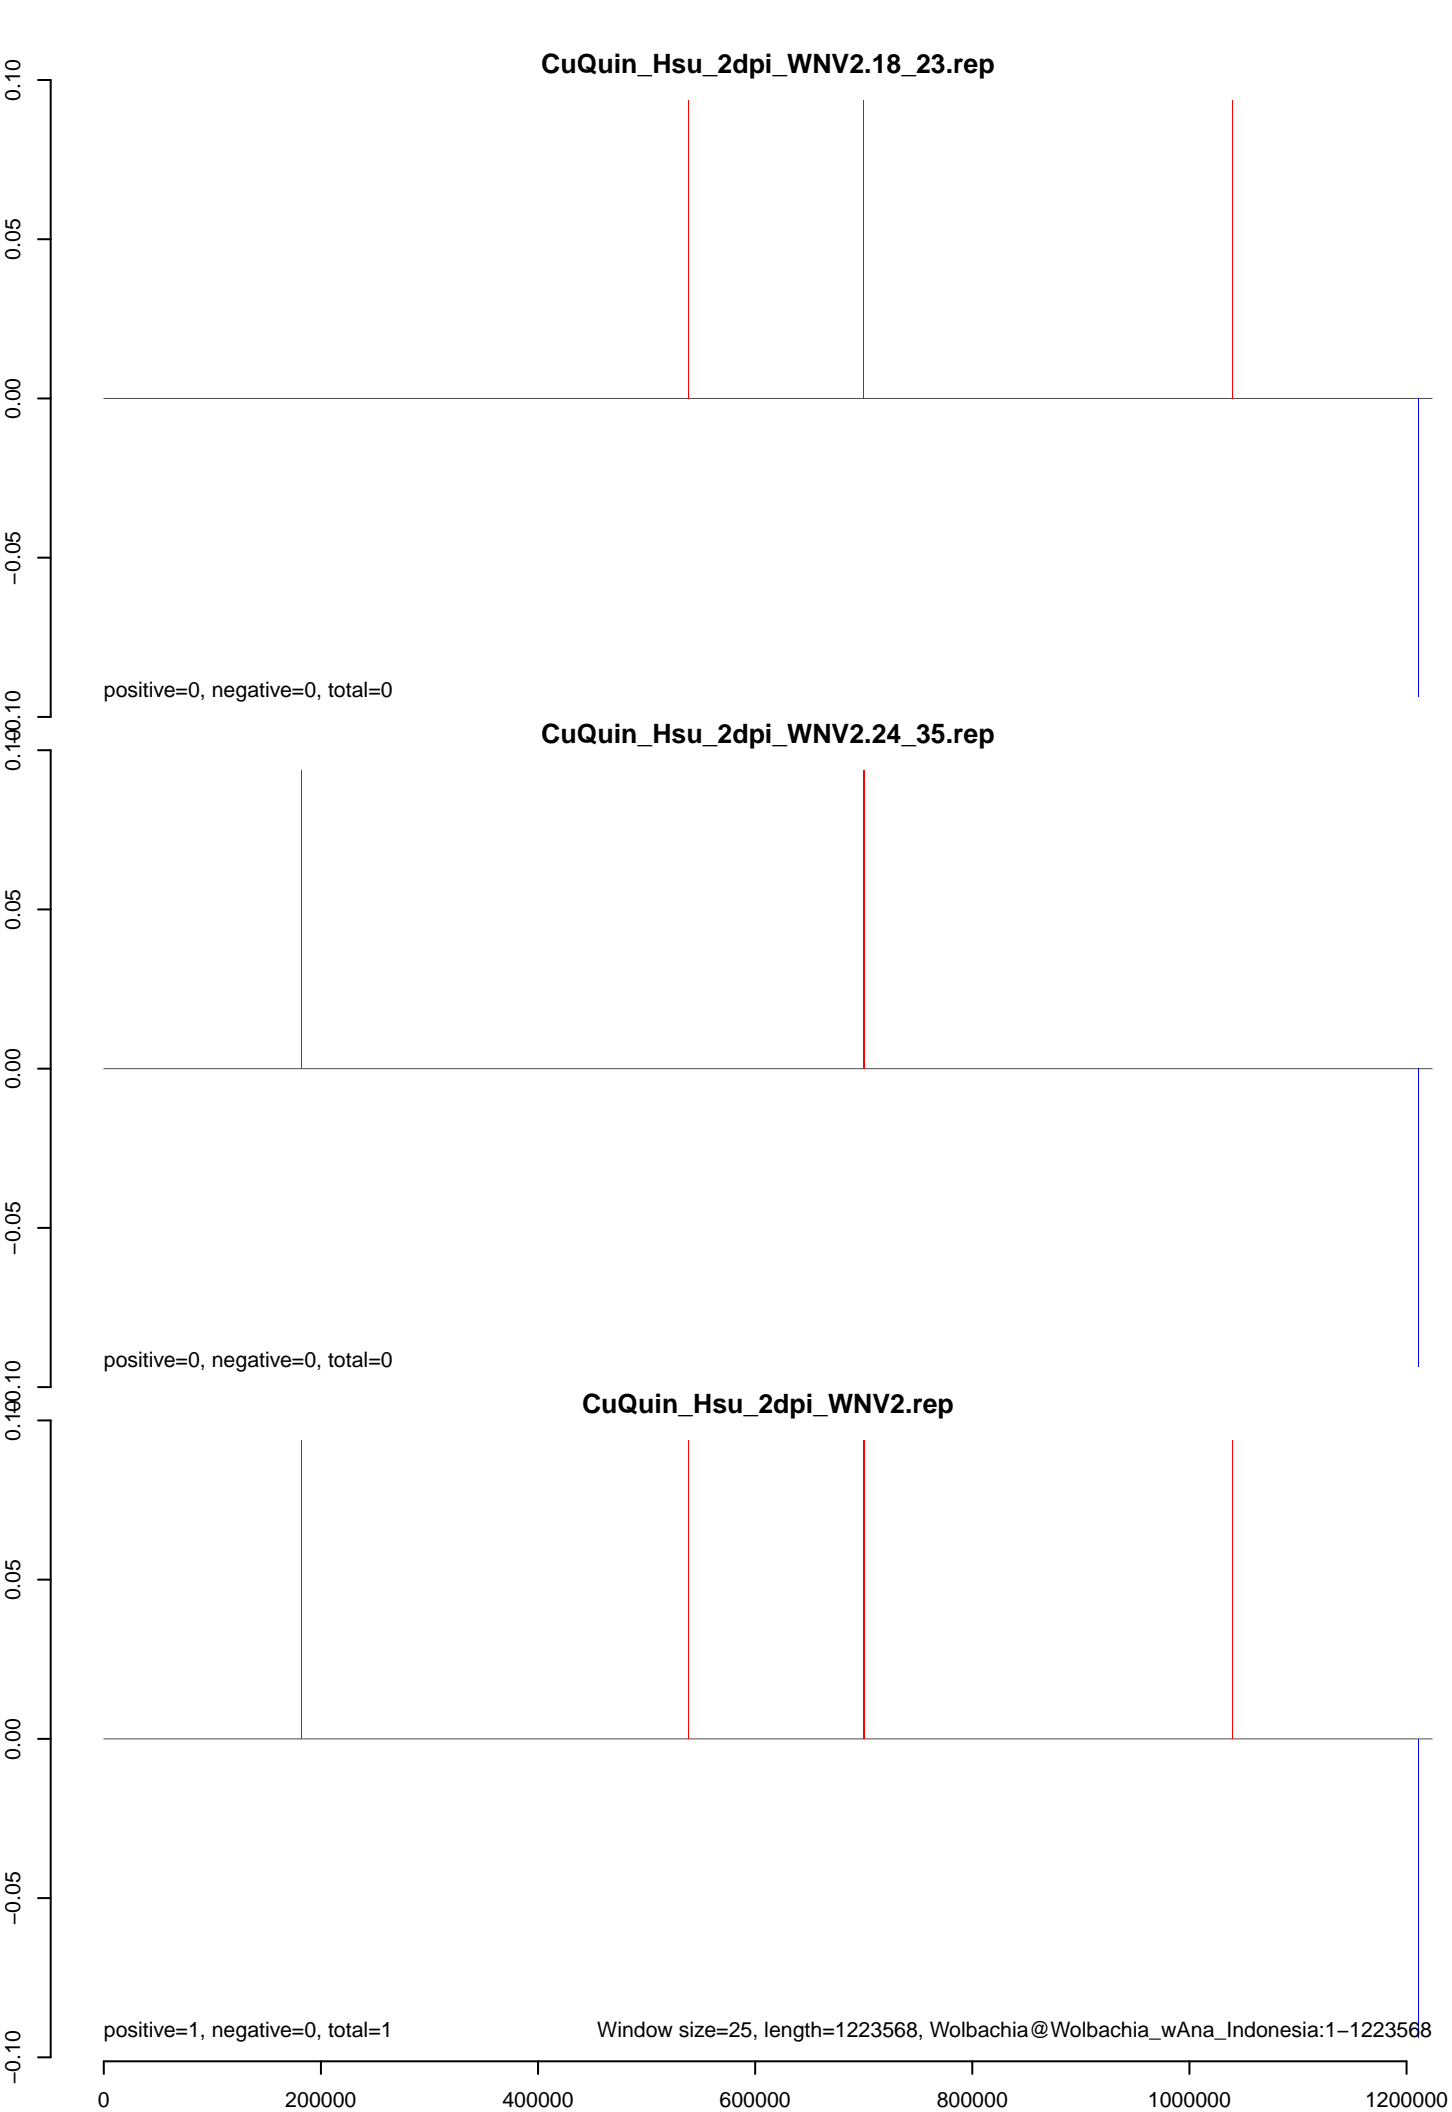 CuQuin_Hsu_2dpi_WNV2.18_23.rep
0.10
0.05
0.00
−0.05
−0.10
positive=0, negative=0, total=0
CuQuin_Hsu_2dpi_WNV2.24_35.rep
0.10
0.05
0.00
−0.05
−0.10
positive=0, negative=0, total=0
CuQuin_Hsu_2dpi_WNV2.rep
0.10
0.05
0.00
−0.05
−0.10
positive=1, negative=0, total=1
Window size=25, length=1223568, Wolbachia@Wolbachia_wAna_Indonesia:1−1223568
0 200000 400000 600000 800000 1000000 1200000